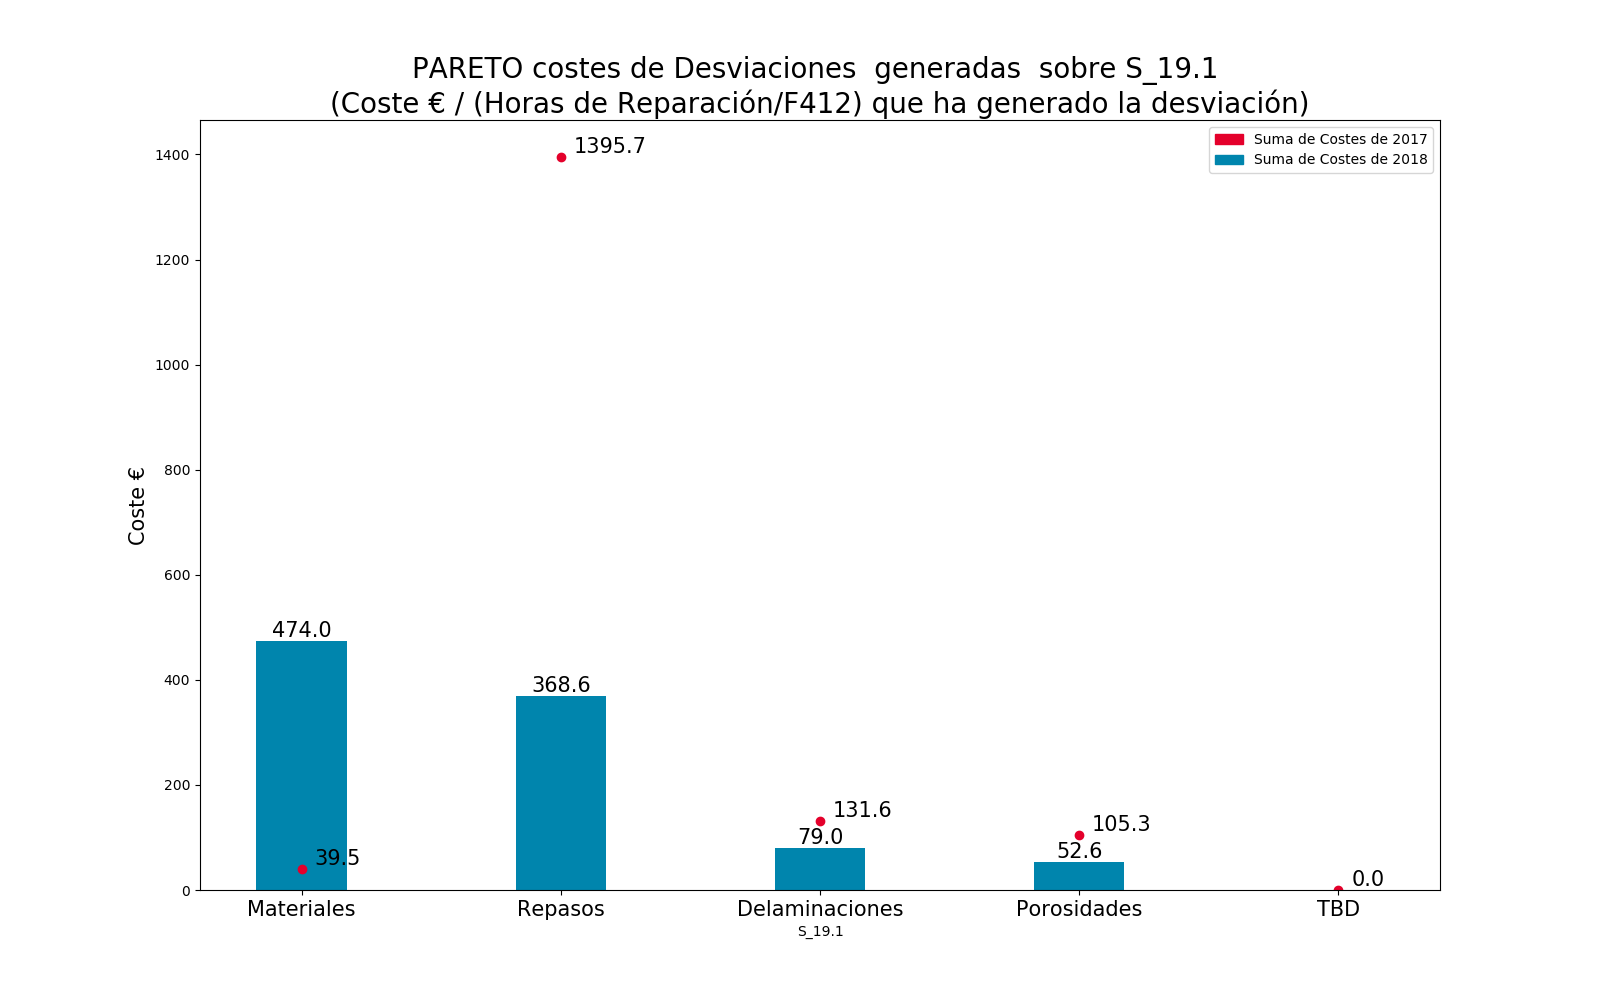 PARETO costes de Desviaciones  generadas  sobre S_19.1
(Coste € / (Horas de Reparación/F412) que ha generado la desviación)
Suma de Costes de 2017
Suma de Costes de 2018
Coste €
1400
1200
1000
800
600
400
200
0
1395.7
474.0
368.6
39.5
131.6
79.0
105.3
52.6
0.0
Materiales
Repasos
Delaminaciones
Porosidades
TBD
S_19.1